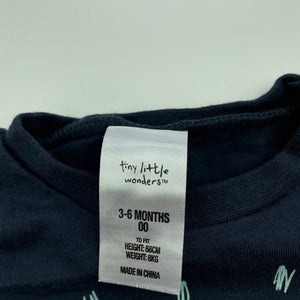 tiny little
wonders™
3-6 MONTHS
00
TO FIT
HEIGHT: 68CM
WEIGHT: 8KG
MADE IN CHINA